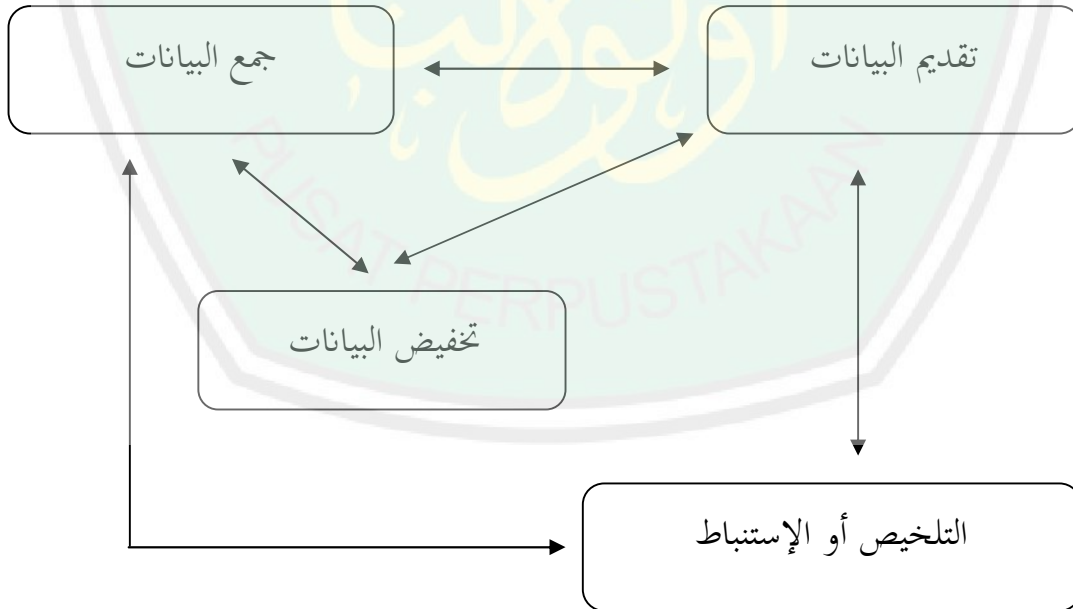 تقديم البيانات
جمع البيانات
تخفيض البيانات
التلخيص أو الإستنباط
PUSAT PERPUSTAKAAN